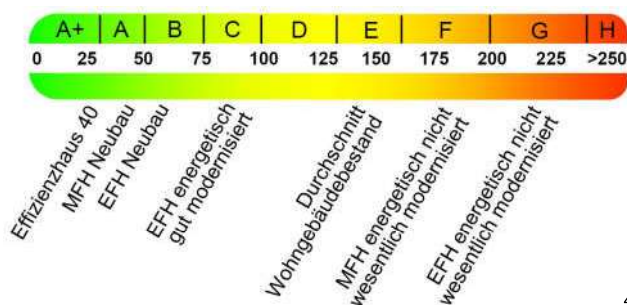 A+ A B C D E F G H
0 25 50 75 100 125 150 175 200 225 >250
Effizienzhaus 40
MFH Neubau
EFH Neubau
EFH energetisch
gut modernisiert
Durchschnitt
Wohngebäudebestand
MFH energetisch nicht
wesentlich modernisiert
EFH energetisch nicht
wesentlich modernisiert